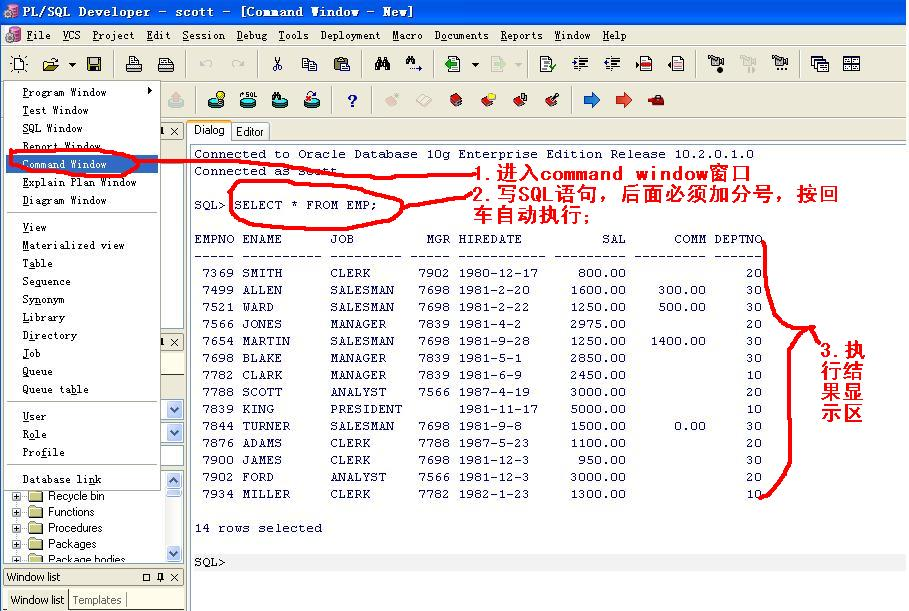 PL/SQL Developer - scott - [Command Window - New]
File VCS Project Edit Session Debug Tools Deployment Macro Documents Reports Window Help
SQL
?
Program Window
Test Window
SQL Window
Report Window
Command Window
Explain Plan Window
Diagram Window
View
Materialized view
Table
Sequence
Synonym
Library
Directory
Job
Queue
Queue table
User
Role
Profile
Database link
Recycle bin
Functions
Procedures
Packages
Package bodies
Window list
Window list Templates
Dialog Editor
Connected to Oracle Database 10g Enterprise Edition Release 10.2.0.1.0
Connected as scott
1.进入command window窗口
2.写SQL语句，后面必须加分号，按回
车自动执行；
SQL> SELECT * FROM EMP;
EMPNO ENAME JOB MGR HIREDATE SAL COMM DEPTNO
----- ---------- --------- ----- ----------- --------- --------- ------
7369 SMITH CLERK 7902 1980-12-17 800.00 20
7499 ALLEN SALESMAN 7698 1981-2-20 1600.00 300.00 30
7521 WARD SALESMAN 7698 1981-2-22 1250.00 500.00 30
7566 JONES MANAGER 7839 1981-4-2 2975.00 20
7654 MARTIN SALESMAN 7698 1981-9-28 1250.00 1400.00 30
7698 BLAKE MANAGER 7839 1981-5-1 2850.00 30
7782 CLARK MANAGER 7839 1981-6-9 2450.00 10
7788 SCOTT ANALYST 7566 1987-4-19 3000.00 20
7839 KING PRESIDENT 1981-11-17 5000.00 10
7844 TURNER SALESMAN 7698 1981-9-8 1500.00 0.00 30
7876 ADAMS CLERK 7788 1987-5-23 1100.00 20
7900 JAMES CLERK 7698 1981-12-3 950.00 30
7902 FORD ANALYST 7566 1981-12-3 3000.00 20
7934 MILLER CLERK 7782 1982-1-23 1300.00 10
14 rows selected
SQL>
3.执
行结
果显
示区